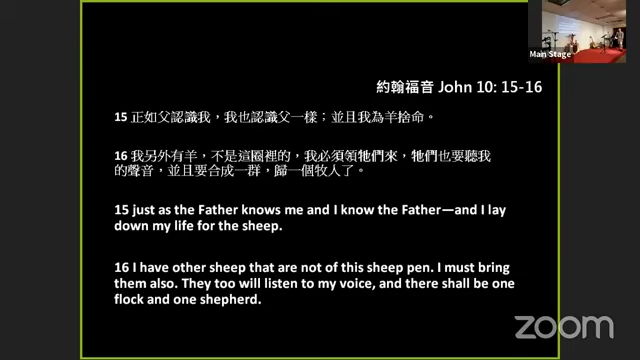 Main Stage
約翰福音 John 10: 15-16
15 正如父認識我，我也認識父一樣；並且我為羊捨命。
16 我另外有羊，不是這圈裡的，我必須領牠們來，牠們也要聽我
的聲音，並且要合成一群，歸一個牧人了。
15 just as the Father knows me and I know the Father—and I lay
down my life for the sheep.
16 I have other sheep that are not of this sheep pen. I must bring
them also. They too will listen to my voice, and there shall be one
flock and one shepherd.
zoom